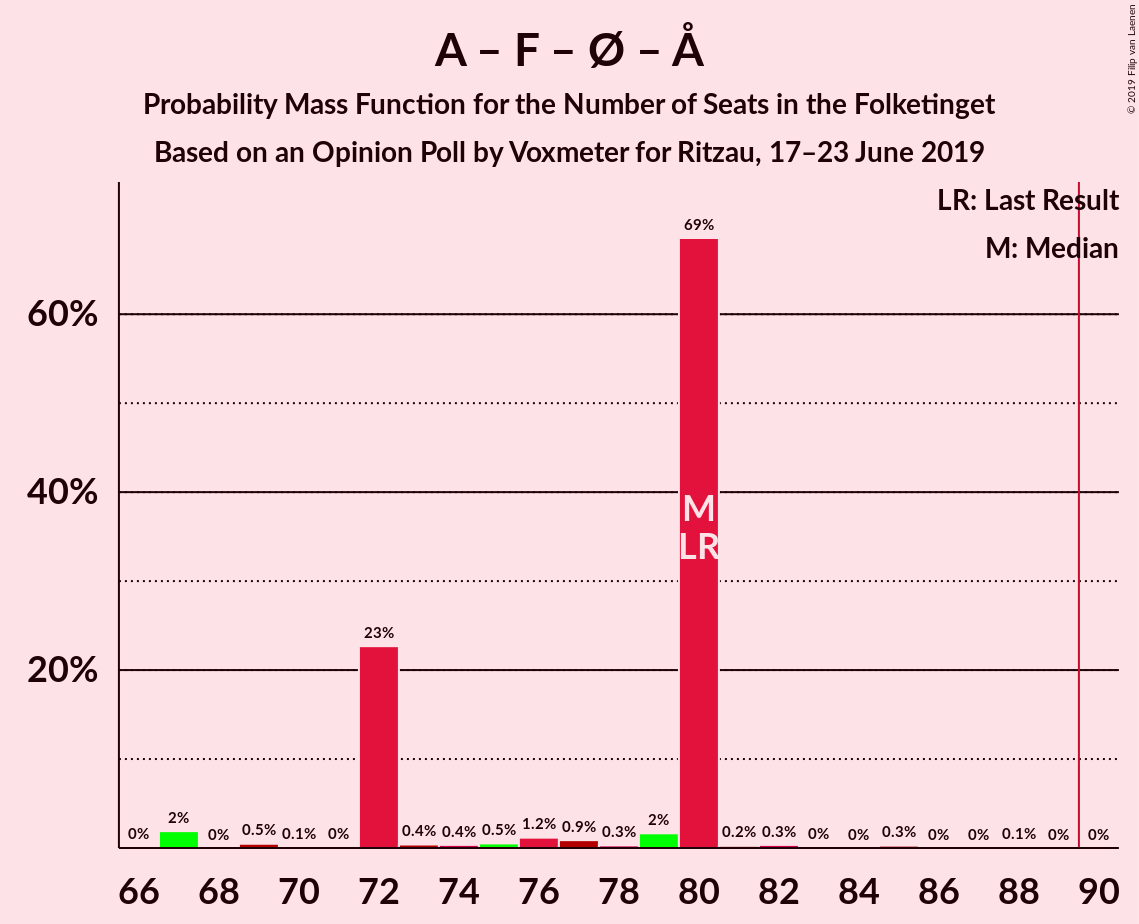 A – F – Ø – Å
Probability Mass Function for the Number of Seats in the Folketinget
Based on an Opinion Poll by Voxmeter for Ritzau, 17–23 June 2019
© 2019 Filip van Laenen
LR: Last Result
M: Median
60%
40%
20%
0% 2% 0% 0.5% 0.1% 0% 23% 0.4% 0.4% 0.5% 1.2% 0.9% 0.3% 2% 69% 0.2% 0.3% 0% 0% 0.3% 0% 0% 0.1% 0% 0%
M
LR
66 68 70 72 74 76 78 80 82 84 86 88 90